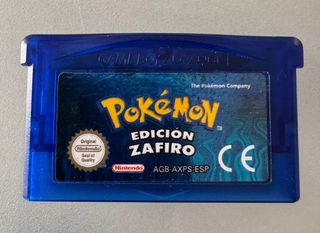 GAME BOY ADVANCE
The Pokémon Company
POKéMON
EDICIÓN
ZAFIRO
Original
Nintendo
Seal of
Quality
Nintendo
AGB-AXPS-ESP
CE